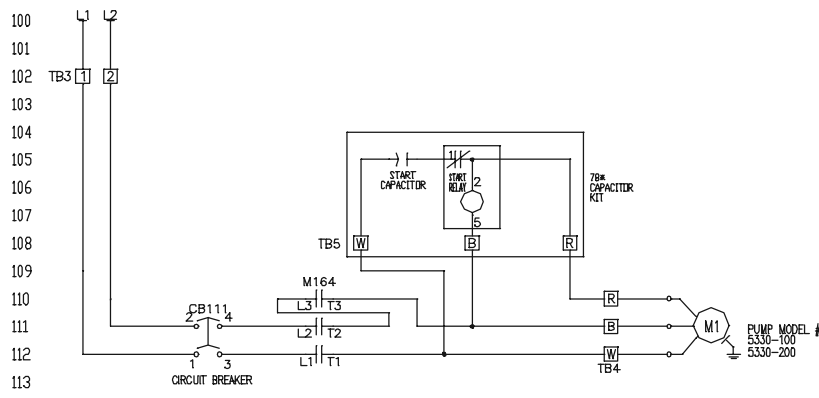 100 L1 L2
101
102 TB3 1 2
103
104
105 1
START CAPACITOR
START RELAY
106 2
78* CAPACITOR KIT
107 5
108 TB5 W B R
109
M164
110 L3 T3 R
CB111
2 4
111 L2 T2 B M1
PUMP MODEL #
5330-100
5330-200
112 L1 T1 W
1 3
TB4
CIRCUIT BREAKER
113